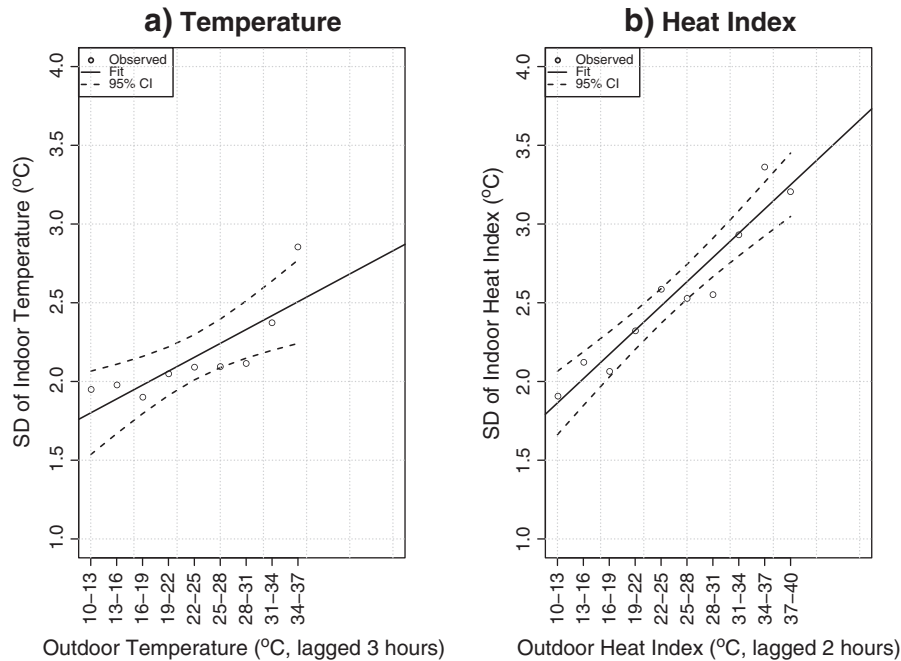 a) Temperature
Observed
Fit
95% CI
4.0
3.5
3.0
2.5
2.0
1.5
1.0
SD of Indoor Temperature (°C)
10–13
13–16
16–19
19–22
22–25
25–28
28–31
31–34
34–37
Outdoor Temperature (°C, lagged 3 hours)
b) Heat Index
Observed
Fit
95% CI
4.0
3.5
3.0
2.5
2.0
1.5
1.0
SD of Indoor Heat Index (°C)
10–13
13–16
16–19
19–22
22–25
25–28
28–31
31–34
34–37
37–40
Outdoor Heat Index (°C, lagged 2 hours)